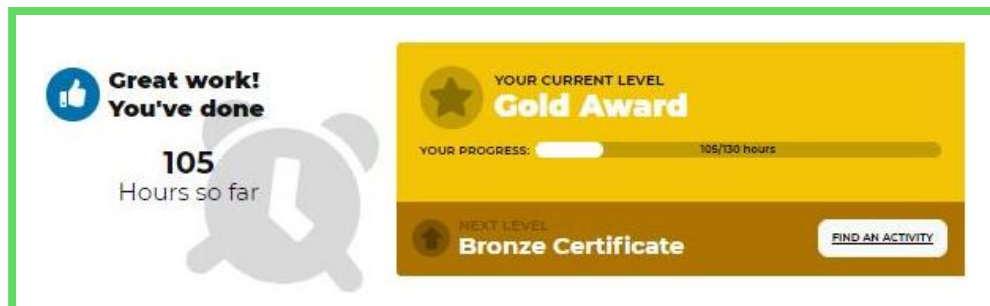 Great work!
You've done
105
Hours so far
YOUR CURRENT LEVEL
Gold Award
YOUR PROGRESS: 105/130 hours
NEXT LEVEL
Bronze Certificate
FIND AN ACTIVITY